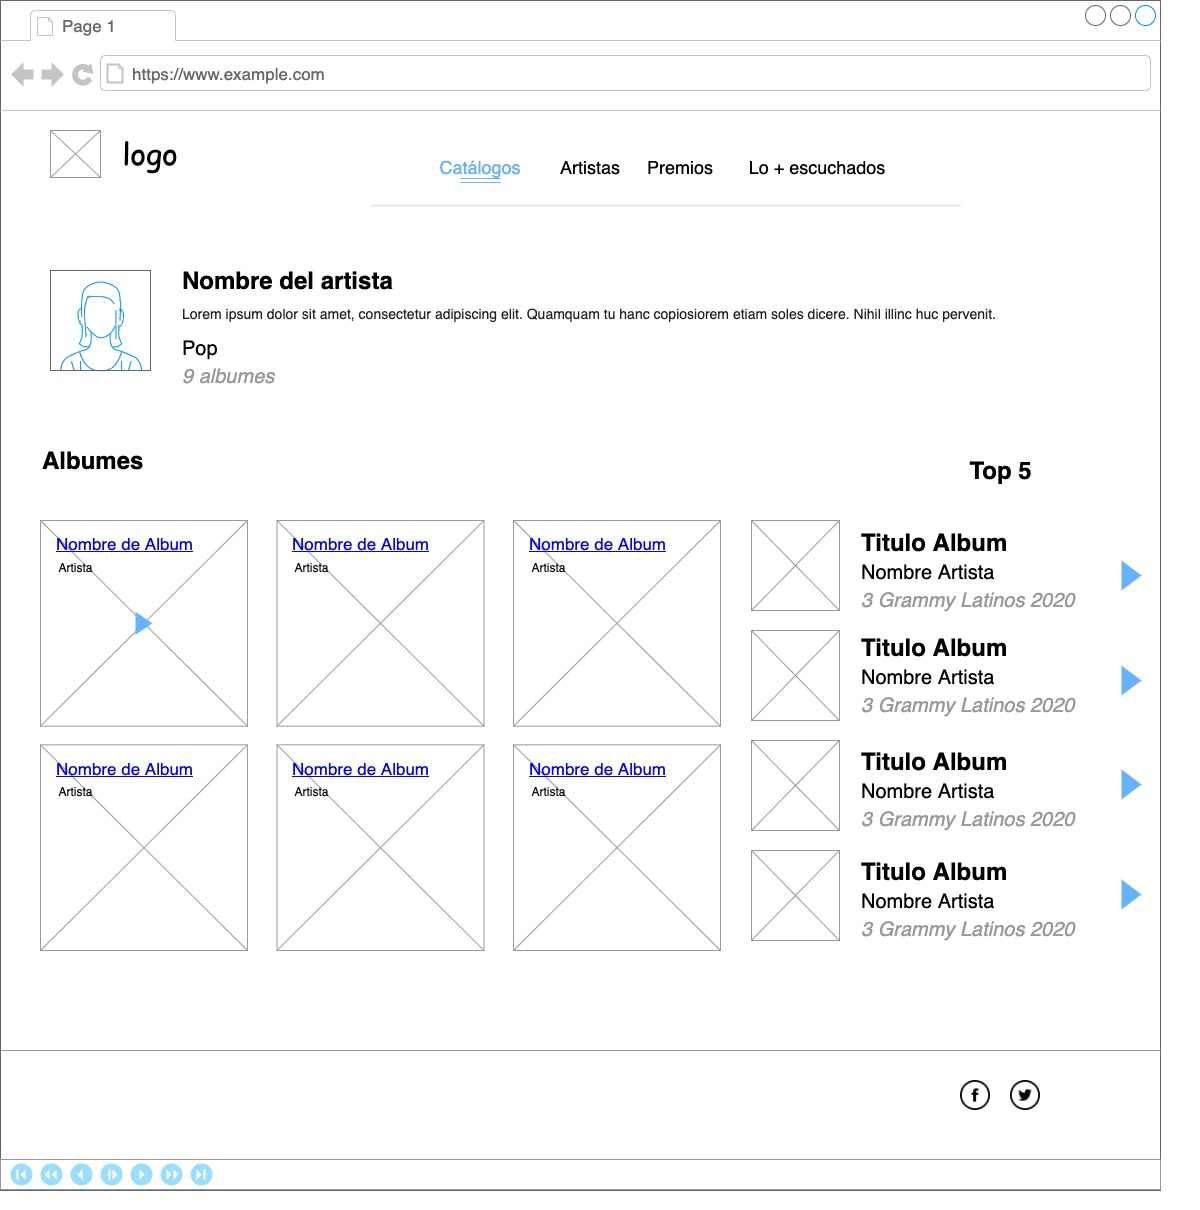 Page 1
https://www.example.com
logo
Catálogos Artistas Premios Lo + escuchados
Nombre del artista
Lorem ipsum dolor sit amet, consectetur adipiscing elit. Quamquam tu hanc copiosiorem etiam soles dicere. Nihil illinc huc pervenit.
Pop
9 albumes
Albumes
Nombre de Album
Artista
Nombre de Album
Artista
Nombre de Album
Artista
Nombre de Album
Artista
Nombre de Album
Artista
Nombre de Album
Artista
Top 5
Titulo Album
Nombre Artista
3 Grammy Latinos 2020
Titulo Album
Nombre Artista
3 Grammy Latinos 2020
Titulo Album
Nombre Artista
3 Grammy Latinos 2020
Titulo Album
Nombre Artista
3 Grammy Latinos 2020